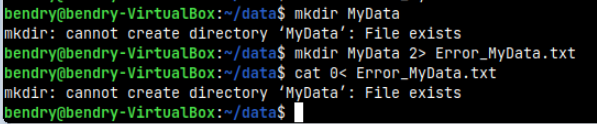 bendry@bendry-VirtualBox:~/data$ mkdir MyData
mkdir: cannot create directory ‘MyData’: File exists
bendry@bendry-VirtualBox:~/data$ mkdir MyData 2> Error_MyData.txt
bendry@bendry-VirtualBox:~/data$ cat 0< Error_MyData.txt
mkdir: cannot create directory ‘MyData’: File exists
bendry@bendry-VirtualBox:~/data$